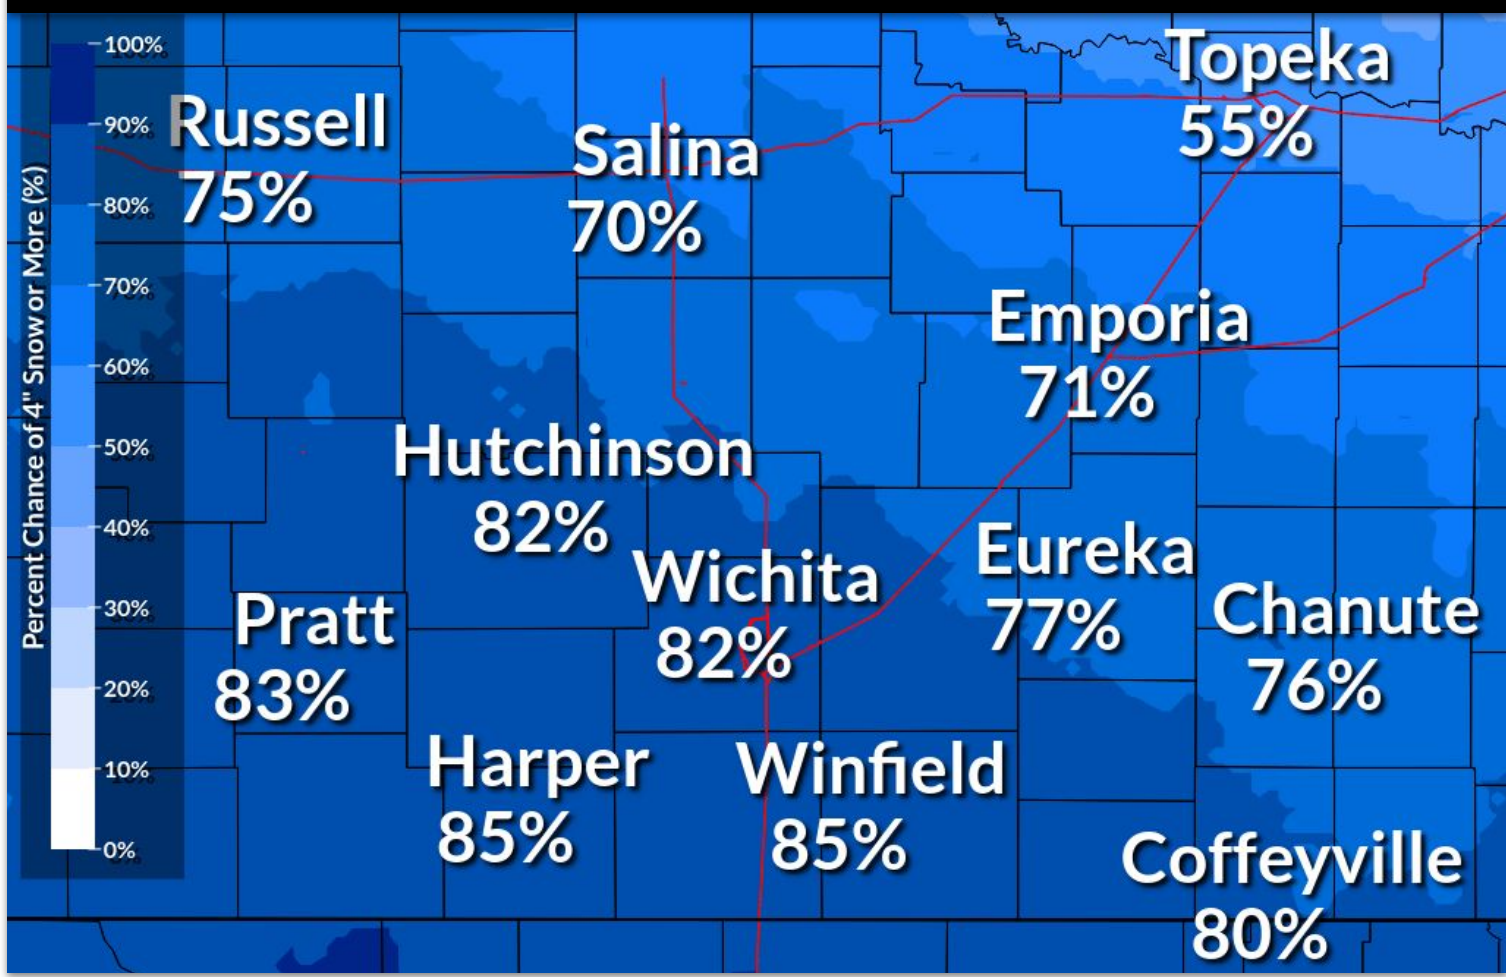 Percent Chance of 4" Snow or More (%)
100%
90%
80%
70%
60%
50%
40%
30%
20%
10%
0%
Topeka
55%
Russell
75%
Salina
70%
Emporia
71%
Hutchinson
82%
Eureka
77%
Wichita
82%
Chanute
76%
Pratt
83%
Harper
85%
Winfield
85%
Coffeyville
80%